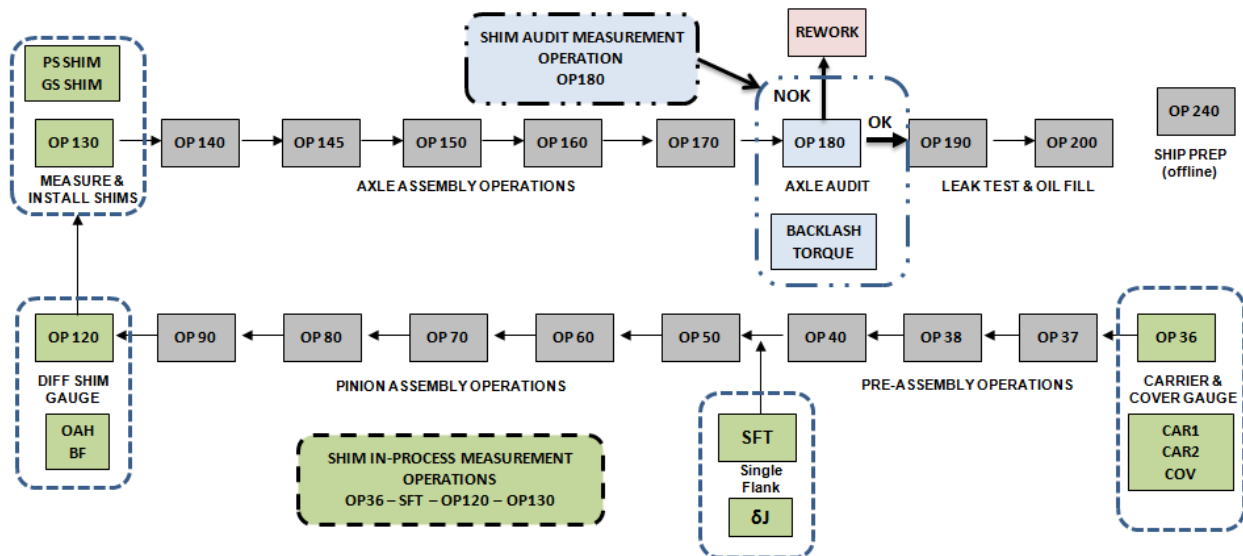 PS SHIM
GS SHIM
SHIM AUDIT MEASUREMENT
OPERATION
OP180
REWORK
NOK
OK
OP 130
OP 140
OP 145
OP 150
OP 160
OP 170
OP 180
OP 190
OP 200
OP 240
MEASURE &
INSTALL SHIMS
AXLE ASSEMBLY OPERATIONS
AXLE AUDIT
LEAK TEST & OIL FILL
SHIP PREP
(offline)
BACKLASH
TORQUE
OP 120
OP 90
OP 80
OP 70
OP 60
OP 50
OP 40
OP 38
OP 37
OP 36
DIFF SHIM
GAUGE
PINION ASSEMBLY OPERATIONS
PRE-ASSEMBLY OPERATIONS
CARRIER &
COVER GAUGE
OAH
BF
SHIM IN-PROCESS MEASUREMENT
OPERATIONS
OP36 – SFT – OP120 – OP130
SFT
Single
Flank
δJ
CAR1
CAR2
COV